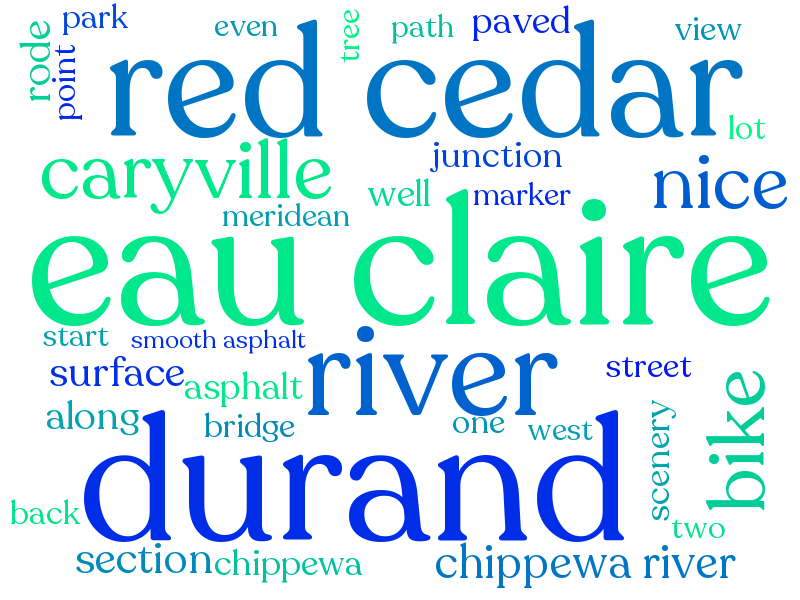 park
even
tree
path
paved
view
rode
point
red cedar
lot
caryville
junction
well
marker
nice
meridean
eau claire
start
smooth asphalt
river
street
surface
asphalt
bike
along
bridge
one
west
scenery
durand
back
two
section
chippewa
chippewa river